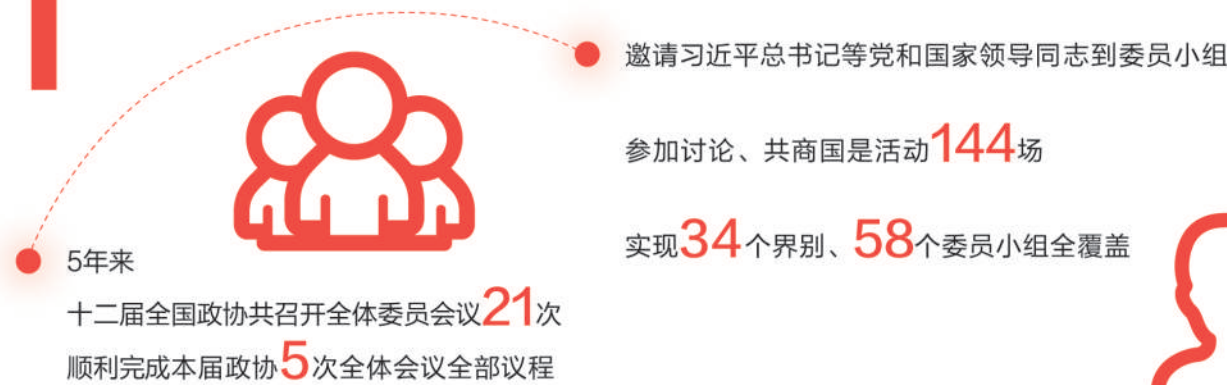 邀请习近平总书记等党和国家领导同志到委员小组
参加讨论、共商国是活动144场
实现34个界别、58个委员小组全覆盖
5年来
十二届全国政协共召开全体委员会议21次
顺利完成本届政协5次全体会议全部议程